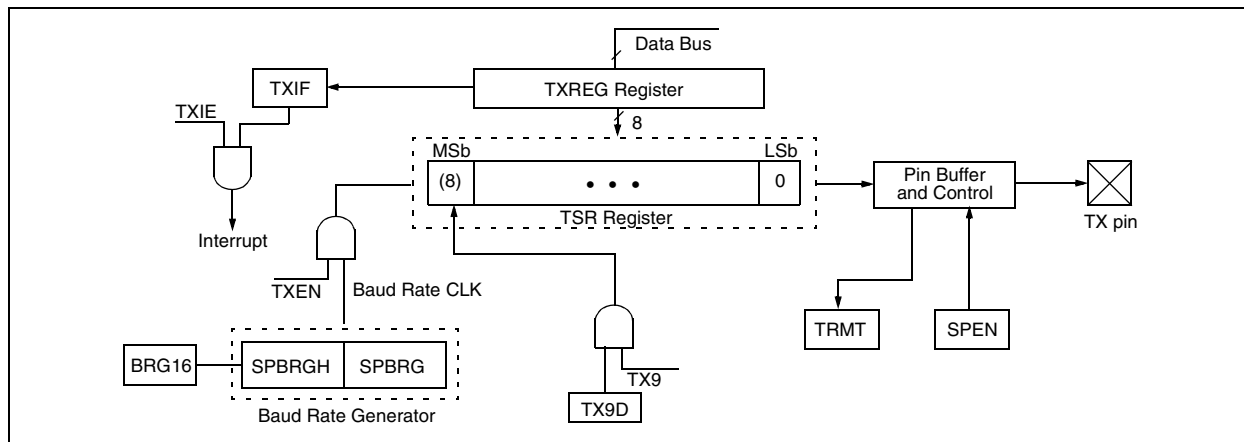 Data Bus
TXIF
TXREG Register
TXIE
8
MSb
LSb
(8)
• • •
0
Pin Buffer
and Control
TSR Register
TX pin
Interrupt
TXEN
Baud Rate CLK
TRMT
SPEN
BRG16
SPBRGH
SPBRG
TX9
TX9D
Baud Rate Generator